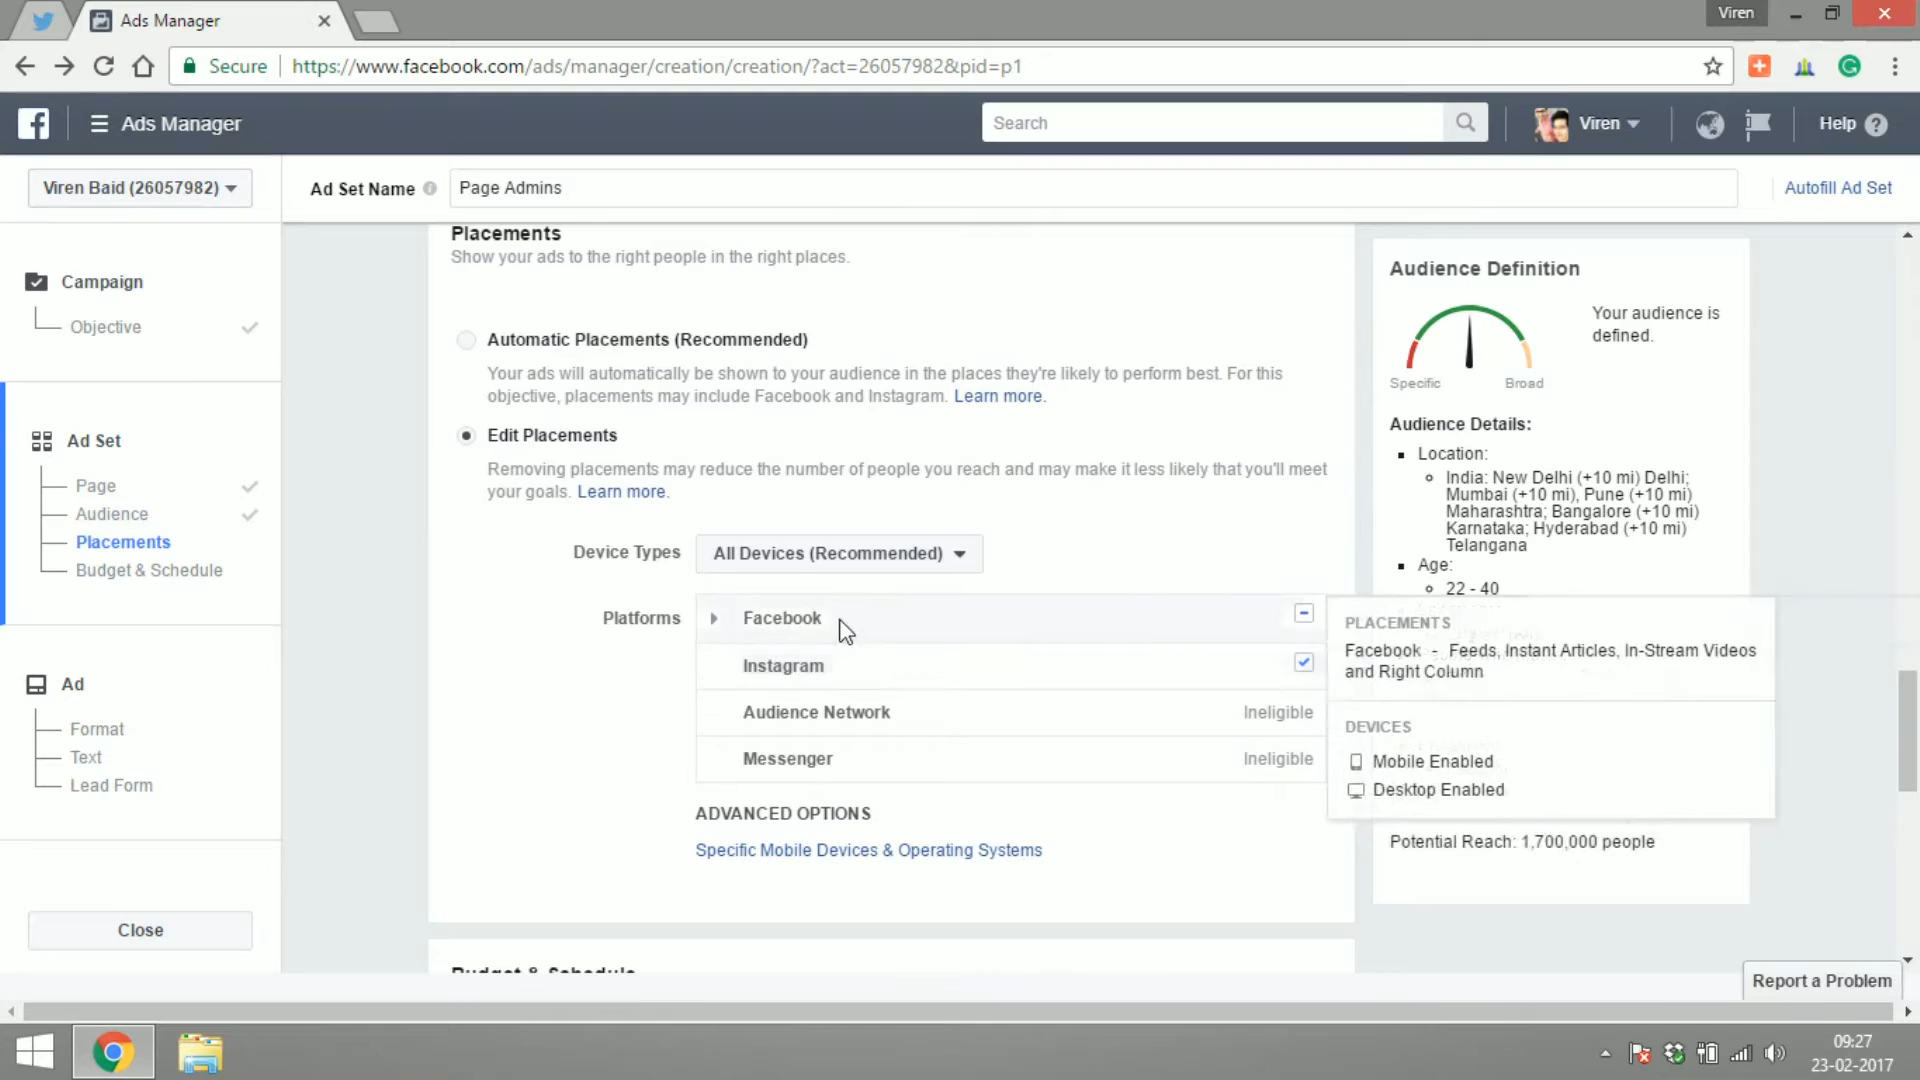 Ads Manager
Viren
Secure
https://www.facebook.com/ads/manager/creation/creation/?act=26057982&pid=p1
Ads Manager
Search
Viren
Help
Viren Baid (26057982)
Ad Set Name
Page Admins
Autofill Ad Set
Campaign
Objective
Ad Set
Page
Audience
Placements
Budget & Schedule
Ad
Format
Text
Lead Form
Close
Placements
Show your ads to the right people in the right places.
Automatic Placements (Recommended)
Your ads will automatically be shown to your audience in the places they're likely to perform best. For this
objective, placements may include Facebook and Instagram. Learn more.
Edit Placements
Removing placements may reduce the number of people you reach and may make it less likely that you'll meet
your goals. Learn more.
Device Types
All Devices (Recommended)
Platforms
Facebook
Instagram
Audience Network
Ineligible
Messenger
Ineligible
ADVANCED OPTIONS
Specific Mobile Devices & Operating Systems
Budget & Schedule
Audience Definition
Your audience is
defined.
Specific
Broad
Audience Details:
Location:
India: New Delhi (+10 mi) Delhi;
Mumbai (+10 mi), Pune (+10 mi)
Maharashtra; Bangalore (+10 mi)
Karnataka; Hyderabad (+10 mi)
Telangana
Age:
22 - 40
PLACEMENTS
Facebook - Feeds, Instant Articles, In-Stream Videos
and Right Column
DEVICES
Mobile Enabled
Desktop Enabled
Potential Reach: 1,700,000 people
Report a Problem
09:27
23-02-2017